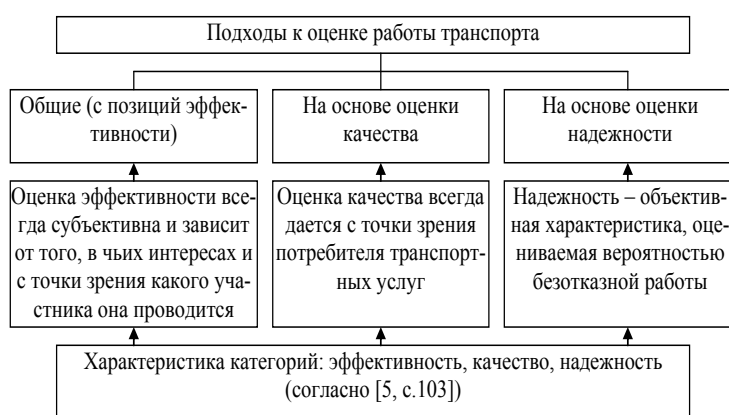 Подходы к оценке работы транспорта
Общие (с позиций эффек-
тивности)
На основе оценки
качества
На основе оценки
надежности
Оценка эффективности все-
гда субъективна и зависит
от того, в чьих интересах и
с точки зрения какого уча-
стника она проводится
Оценка качества всегда
дается с точки зрения
потребителя транспорт-
ных услуг
Надежность – объектив-
ная характеристика, оце-
ниваемая вероятностью
безотказной работы
Характеристика категорий: эффективность, качество, надежность
(согласно [5, с.103])